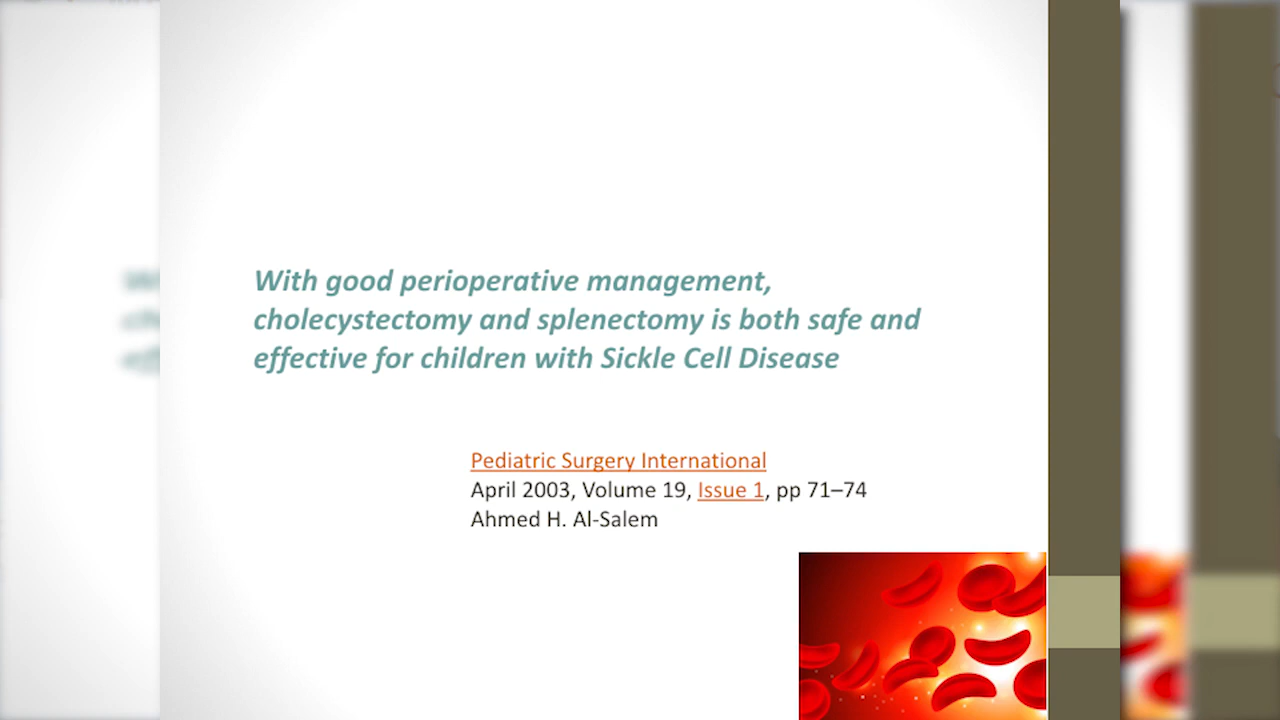 With good perioperative management,
cholecystectomy and splenectomy is both safe and
effective for children with Sickle Cell Disease
Pediatric Surgery International
April 2003, Volume 19, Issue 1, pp 71–74
Ahmed H. Al-Salem